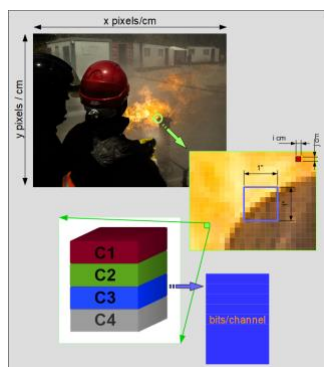 x pixels/cm
y pixels / cm
i cm
j cm
1"
1"
C1
C2
C3
C4
bits/channel